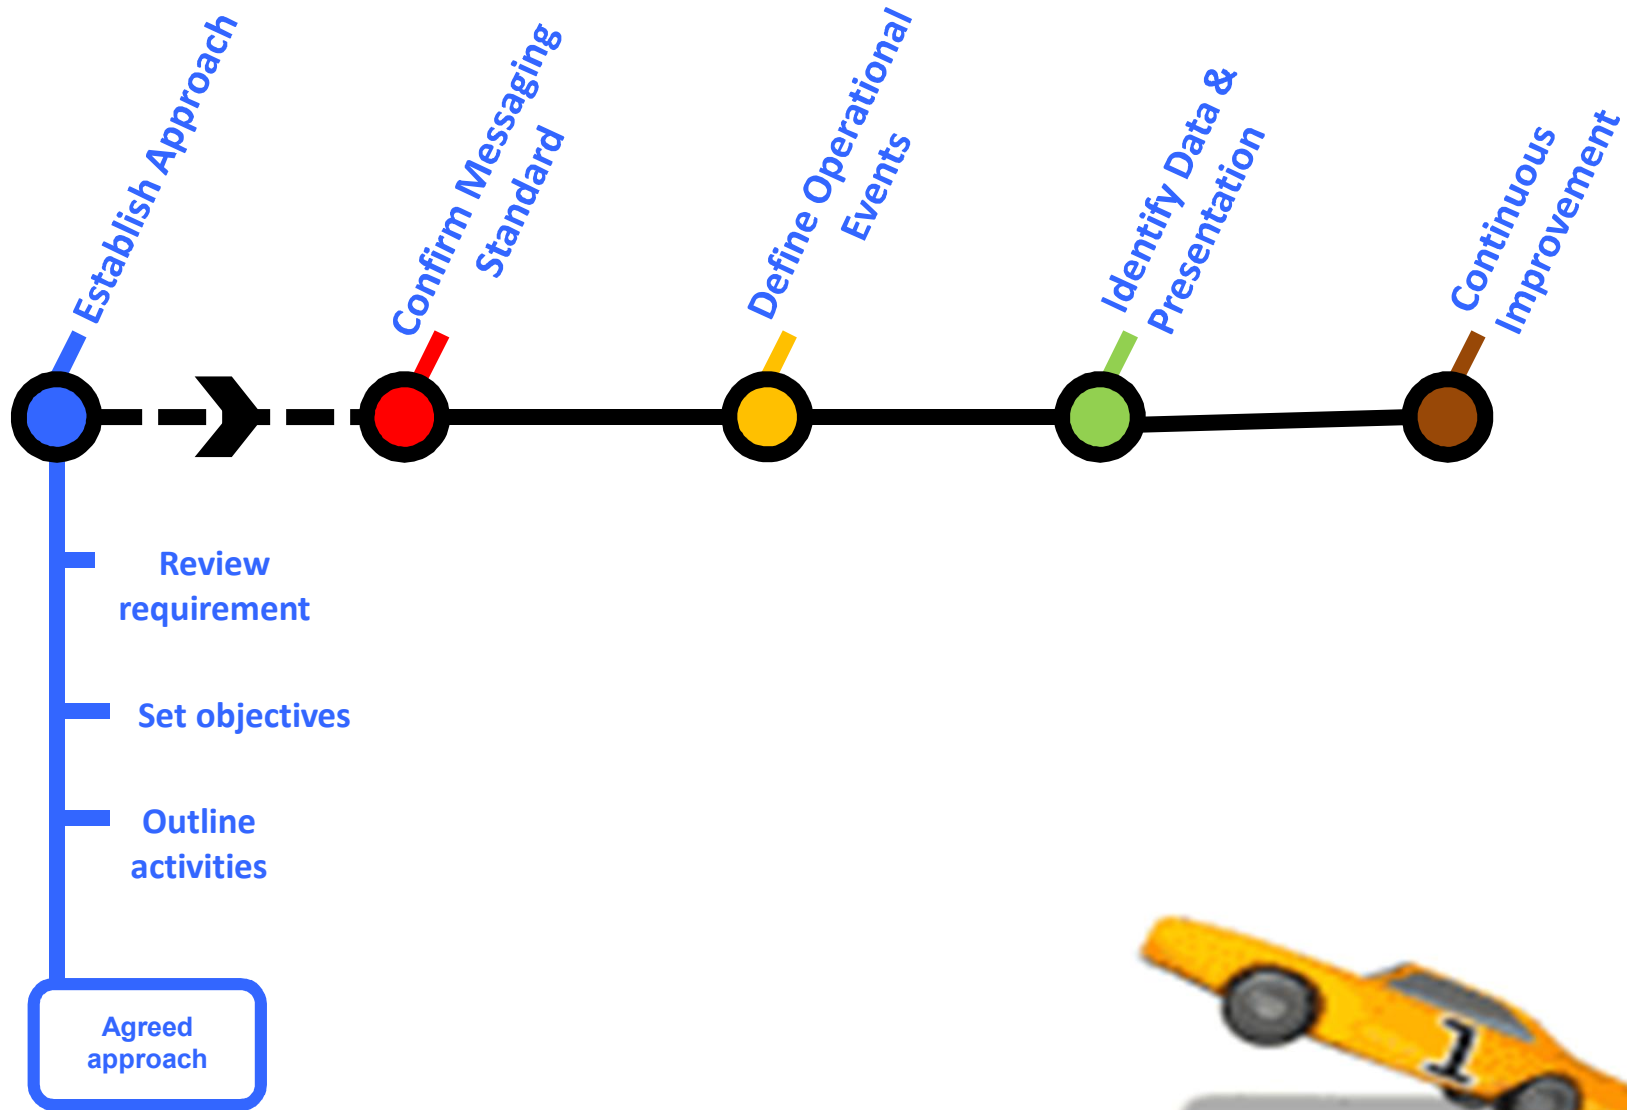 Establish Approach
Confirm Messaging
Standard
Define Operational
Events
Identify Data &
Presentation
Continuous
Improvement
Review
requirement
Set objectives
Outline
activities
Agreed
approach
1